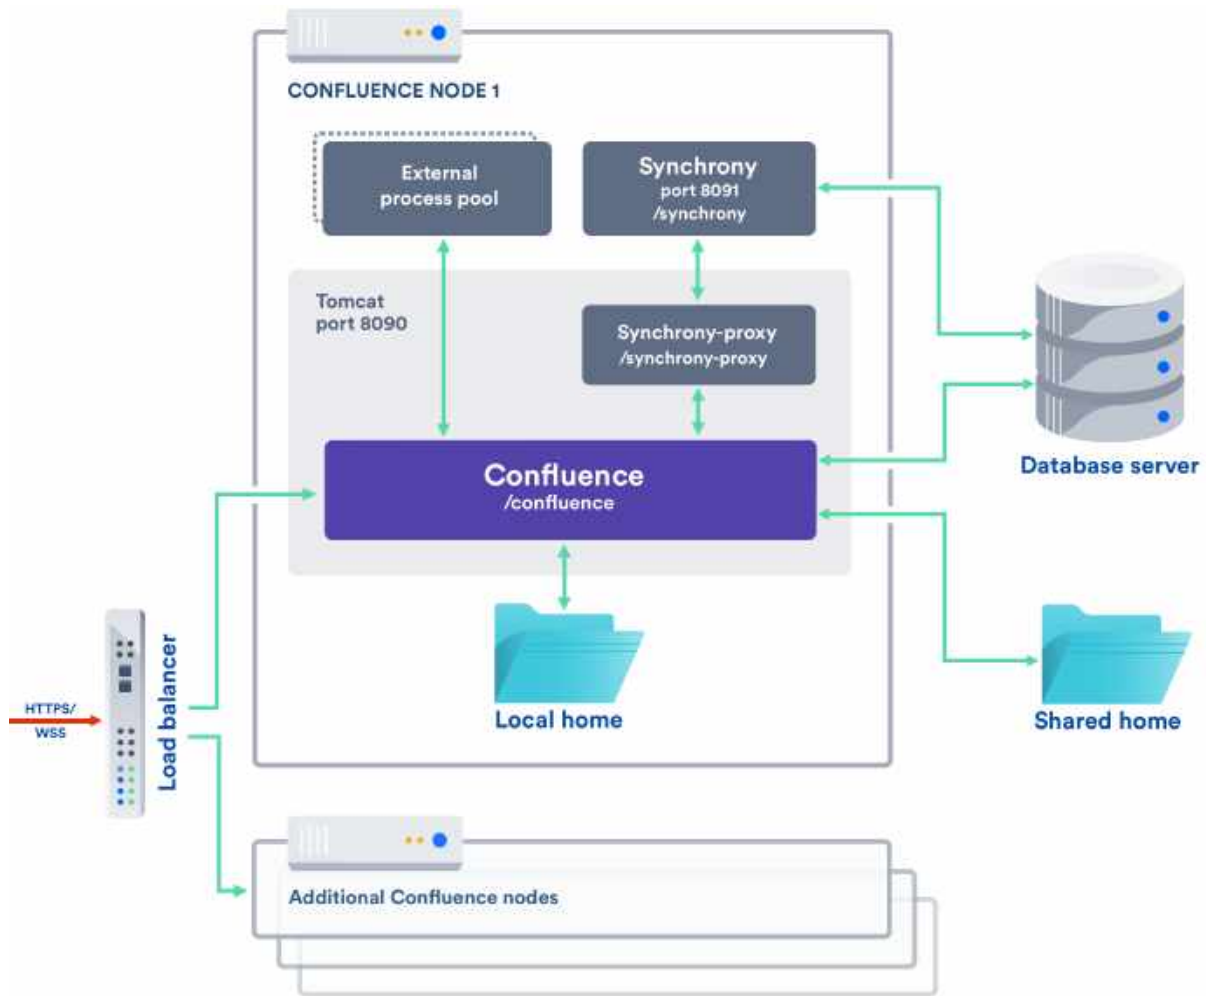 CONFLUENCE NODE 1
External
process pool
Synchrony
port 8091
/synchrony
Tomcat
port 8090
Synchrony-proxy
/synchrony-proxy
Confluence
/confluence
Database server
Local home
Shared home
HTTPS/
WSS
Load balancer
Additional Confluence nodes